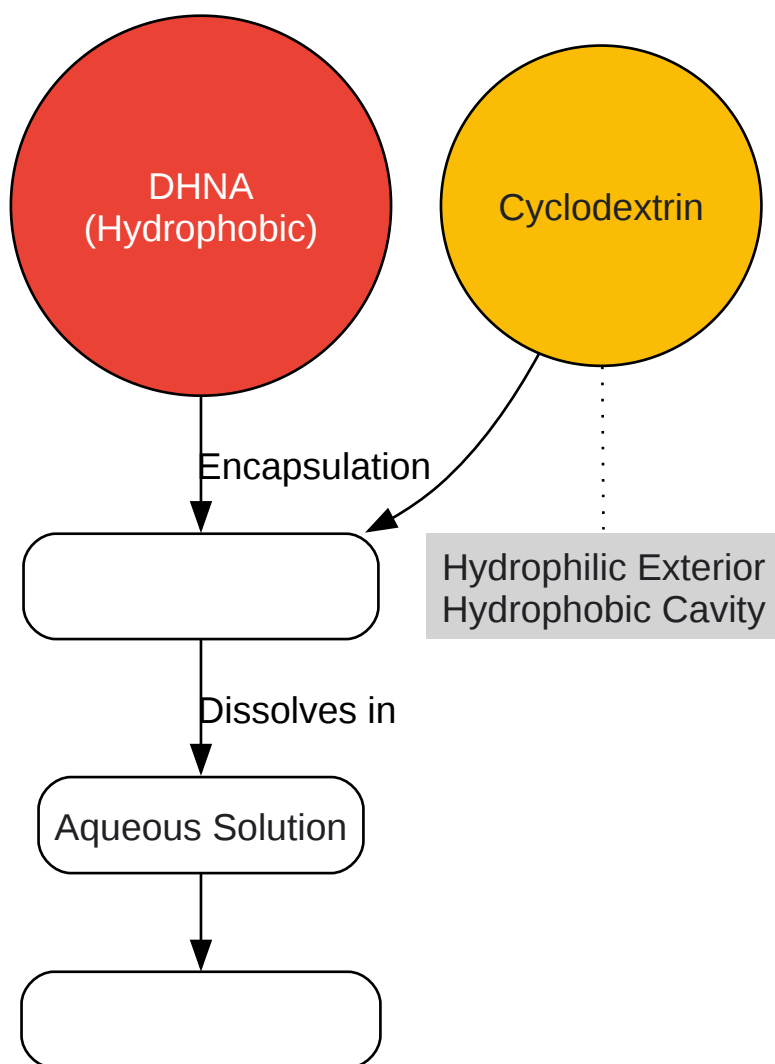 DHNA
(Hydrophobic)
Cyclodextrin
Encapsulation
Hydrophilic Exterior
Hydrophobic Cavity
Dissolves in
Aqueous Solution